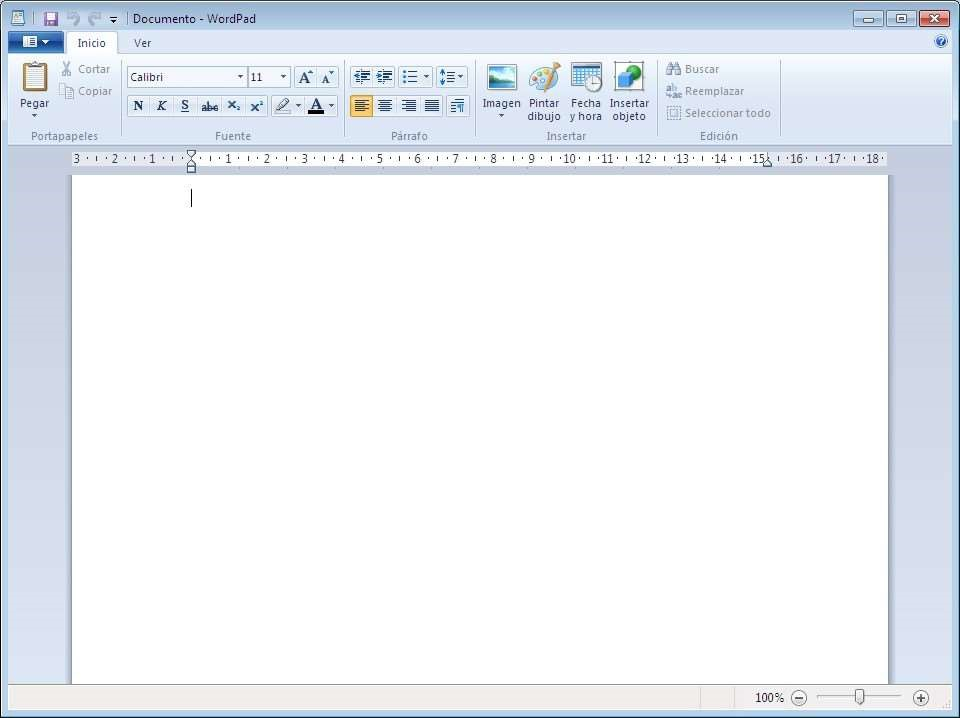 Documento - WordPad
Inicio Ver
Pegar Cortar Copiar
Portapapeles
Calibri 11
N K S abc X₂ X²
A A A
Fuente
Párrafo
Imagen Pintar dibujo Fecha y hora Insertar objeto
Insertar
Buscar
Reemplazar
Seleccionar todo
Edición
3 2 1 1 2 3 4 5 6 7 8 9 10 11 12 13 14 15 16 17 18
100%